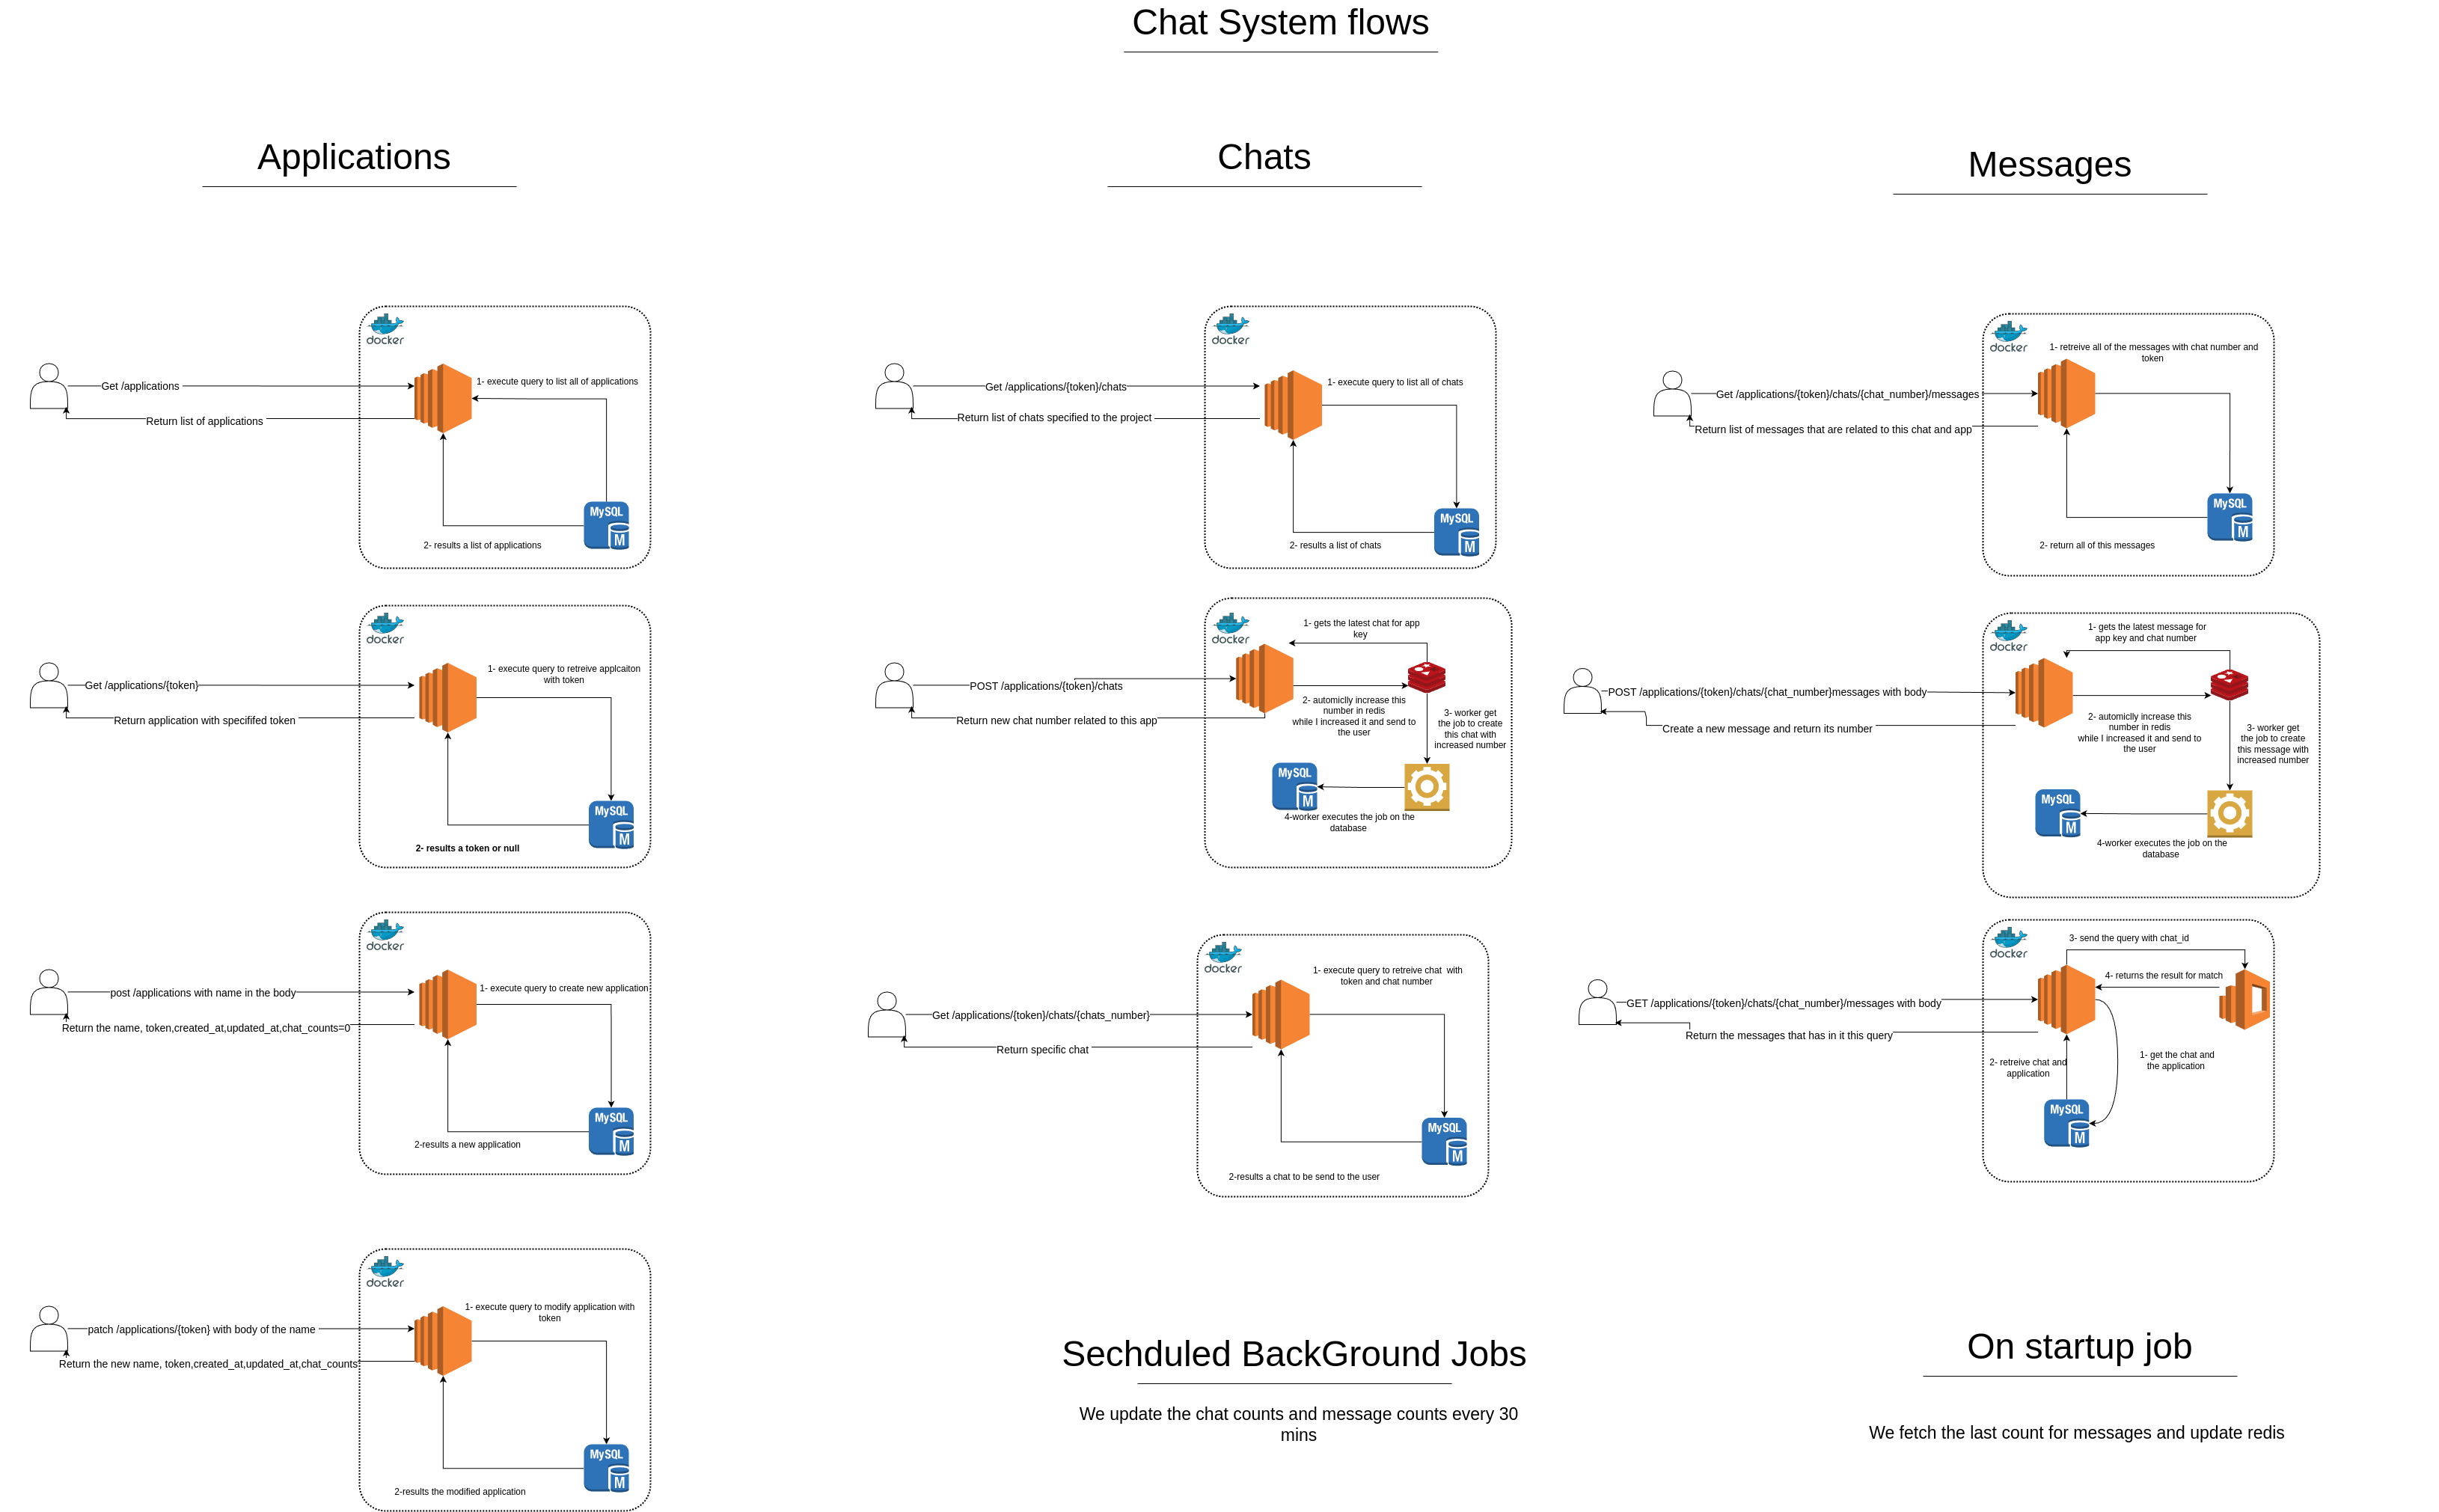 Chat System flows
Applications
docker
Get /applications
1- execute query to list all of applications
Return list of applications
MySQL
M
2- results a list of applications
docker
Get /applications/{token}
1- execute query to retreive applcaiton
with token
Return application with specififed token
MySQL
M
2- results a token or null
docker
post /applications with name in the body
1- execute query to create new application
Return the name, token,created_at,updated_at,chat_counts=0
MySQL
M
2-results a new application
docker
patch /applications/{token} with body of the name
1- execute query to modify application with
token
Return the new name, token,created_at,updated_at,chat_counts
MySQL
M
2-results the modified application
Chats
docker
Get /applications/{token}/chats
1- execute query to list all of chats
Return list of chats specified to the project
MySQL
M
2- results a list of chats
docker
1- gets the latest chat for app
key
POST /applications/{token}/chats
Return new chat number related to this app
2- automiclly increase this
number in redis
while I increased it and send to
the user
3- worker get
the job to create
this chat with
increased number
MySQL
M
4-worker executes the job on the
database
docker
1- execute query to retreive chat  with
token and chat number
Get /applications/{token}/chats/{chats_number}
Return specific chat
MySQL
M
2-results a chat to be send to the user
Sechduled BackGround Jobs
We update the chat counts and message counts every 30
mins
Messages
docker
1- retreive all of the messages with chat number and
token
Get /applications/{token}/chats/{chat_number}/messages
Return list of messages that are related to this chat and app
MySQL
M
2- return all of this messages
docker
1- gets the latest message for
app key and chat number
POST /applications/{token}/chats/{chat_number}messages with body
Create a new message and return its number
2- automiclly increase this
number in redis
while I increased it and send to
the user
3- worker get
the job to create
this message with
increased number
MySQL
M
4-worker executes the job on the
database
docker
3- send the query with chat_id
4- returns the result for match
GET /applications/{token}/chats/{chat_number}/messages with body
Return the messages that has in it this query
2- retreive chat and
application
1- get the chat and
the application
MySQL
M
On startup job
We fetch the last count for messages and update redis